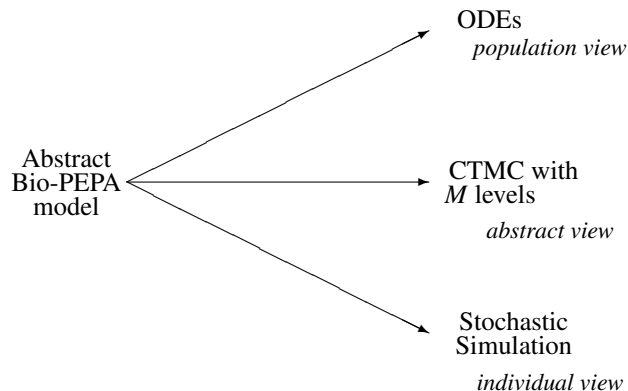 ODEs
population view
Abstract
Bio-PEPA
model
CTMC with
M levels
abstract view
Stochastic
Simulation
individual view